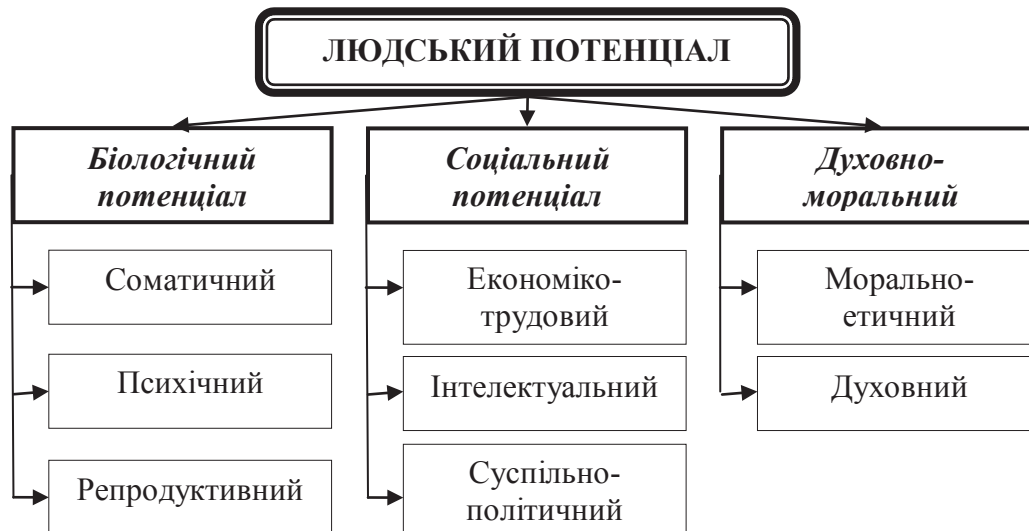 ЛЮДСЬКИЙ ПОТЕНЦІАЛ
Біологічний
потенціал
Соматичний
Психічний
Репродуктивний
Соціальний
потенціал
Економіко-
трудовий
Інтелектуальний
Суспільно-
політичний
Духовно-
моральний
Морально-
етичний
Духовний